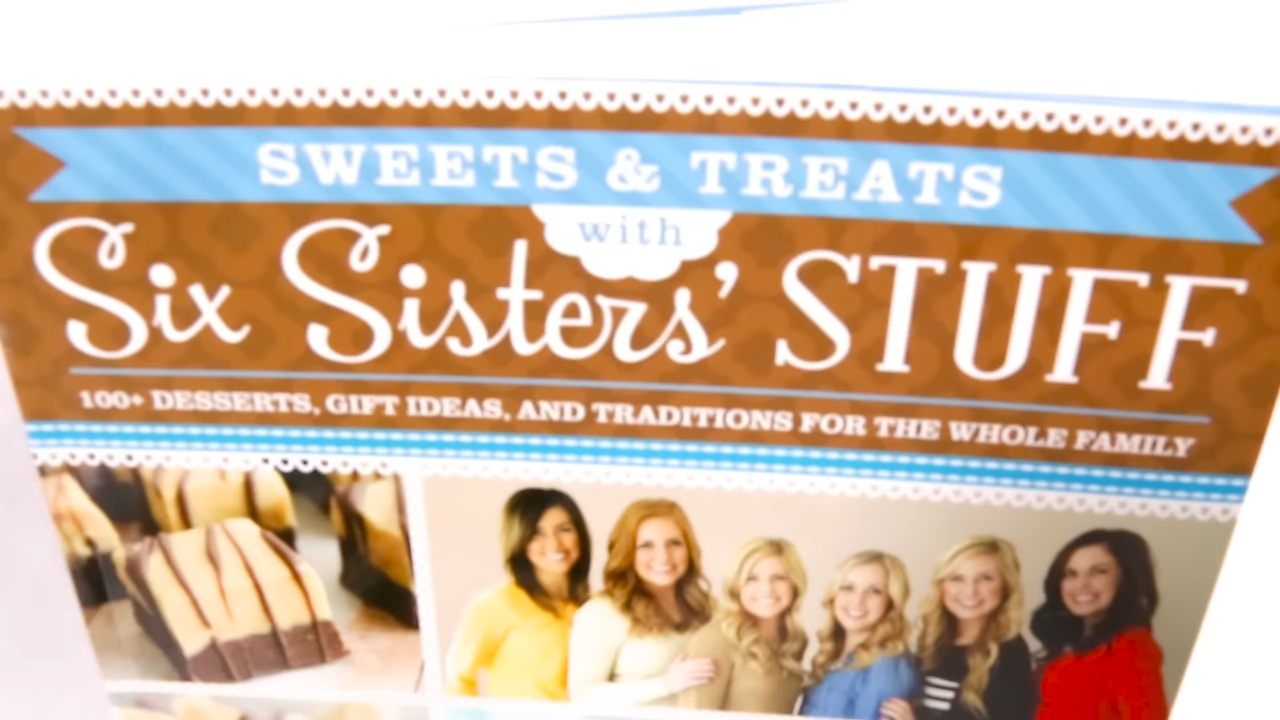 SWEETS & TREATS
with
Six Sisters' STUFF
100+ DESSERTS, GIFT IDEAS, AND TRADITIONS FOR THE WHOLE FAMILY